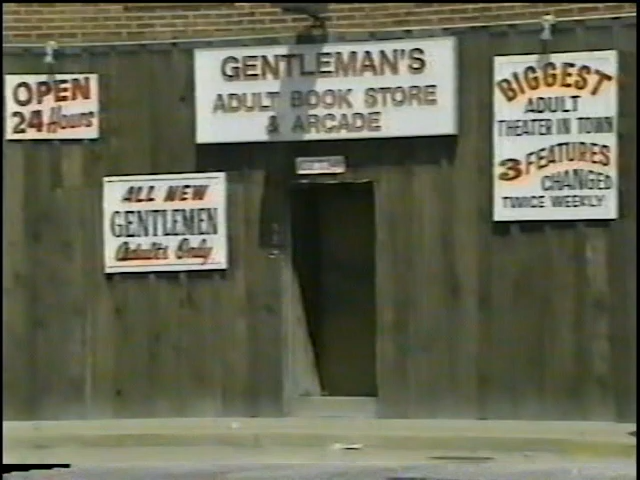 OPEN
24 Hours
GENTLEMAN'S
ADULT BOOK STORE
& ARCADE
BIGGEST
ADULT
THEATER IN TOWN
3 FEATURES
CHANGED
TWICE WEEKLY
ALL NEW
GENTLEMEN
Adults Only